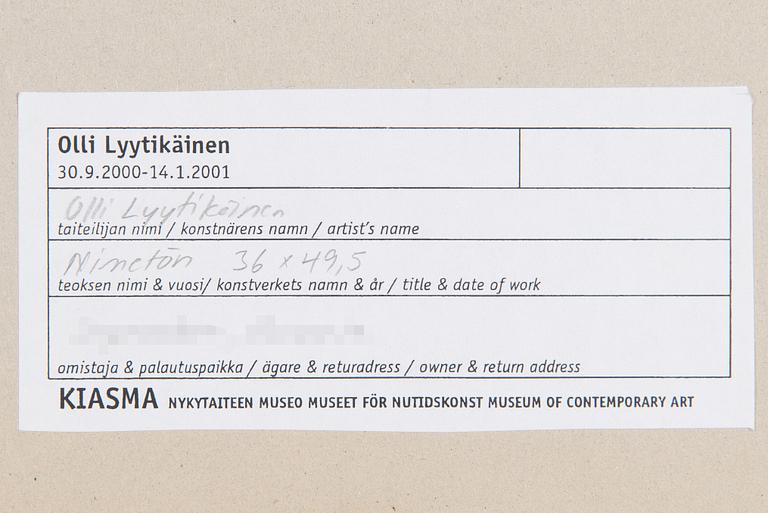 Olli Lyytikäinen
30.9.2000-14.1.2001
Olli Lyytikäinen
taiteilijan nimi / konstnärens namn / artist's name
Nimetön 36 x 49,5
teoksen nimi & vuosi/ konstverkets namn & år / title & date of work
omistaja & palautuspaikka / ägare & returadress / owner & return address
KIASMA NYKYTAITEEN MUSEO MUSEET FÖR NUTIDSKONST MUSEUM OF CONTEMPORARY ART